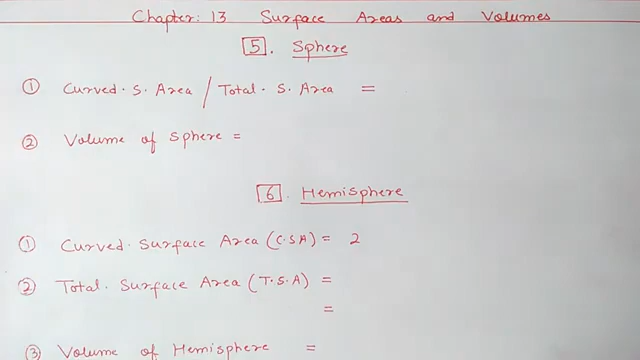 Chapter: 13 Surface Areas and Volumes
5. Sphere
① Curved. S. Area / Total. S. Area =
② Volume of Sphere =
6 Hemisphere
① Curved. Surface Area (C.S.A) = 2
② Total. Surface Area (T.S.A) =
=
③ Volume of Hemisphere =